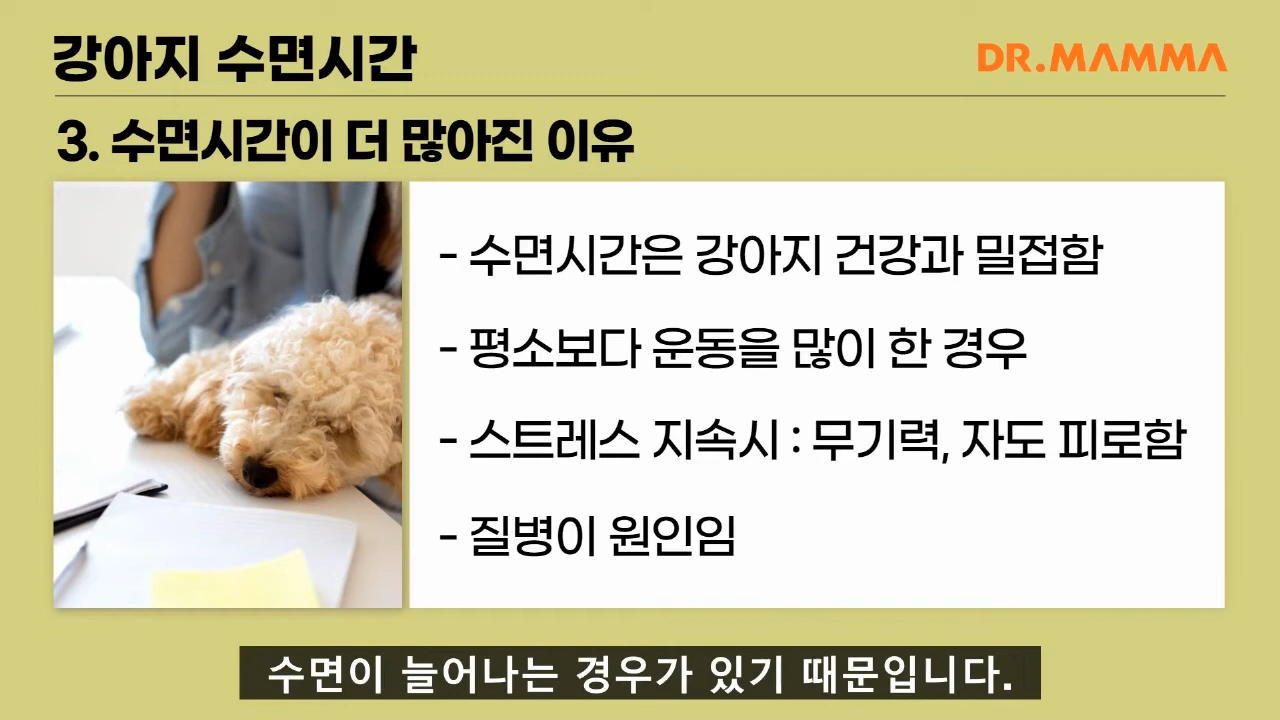 강아지 수면시간
DR.MAMMA
3. 수면시간이 더 많아진 이유
- 수면시간은 강아지 건강과 밀접함
- 평소보다 운동을 많이 한 경우
- 스트레스 지속시 : 무기력, 자도 피로함
- 질병이 원인임
수면이 늘어나는 경우가 있기 때문입니다.